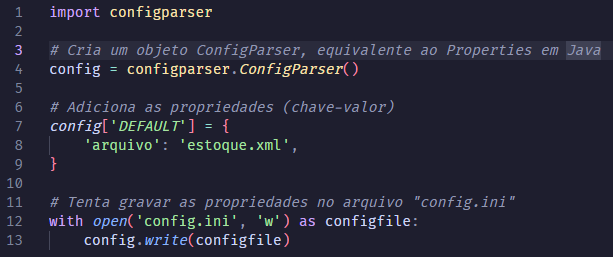 1 import configparser
2
3 # Cria um objeto ConfigParser, equivalente ao Properties em Java
4 config = configparser.ConfigParser()
5
6 # Adiciona as propriedades (chave-valor)
7 config['DEFAULT'] = {
8     'arquivo': 'estoque.xml',
9 }
10
11 # Tenta gravar as propriedades no arquivo "config.ini"
12 with open('config.ini', 'w') as configfile:
13     config.write(configfile)